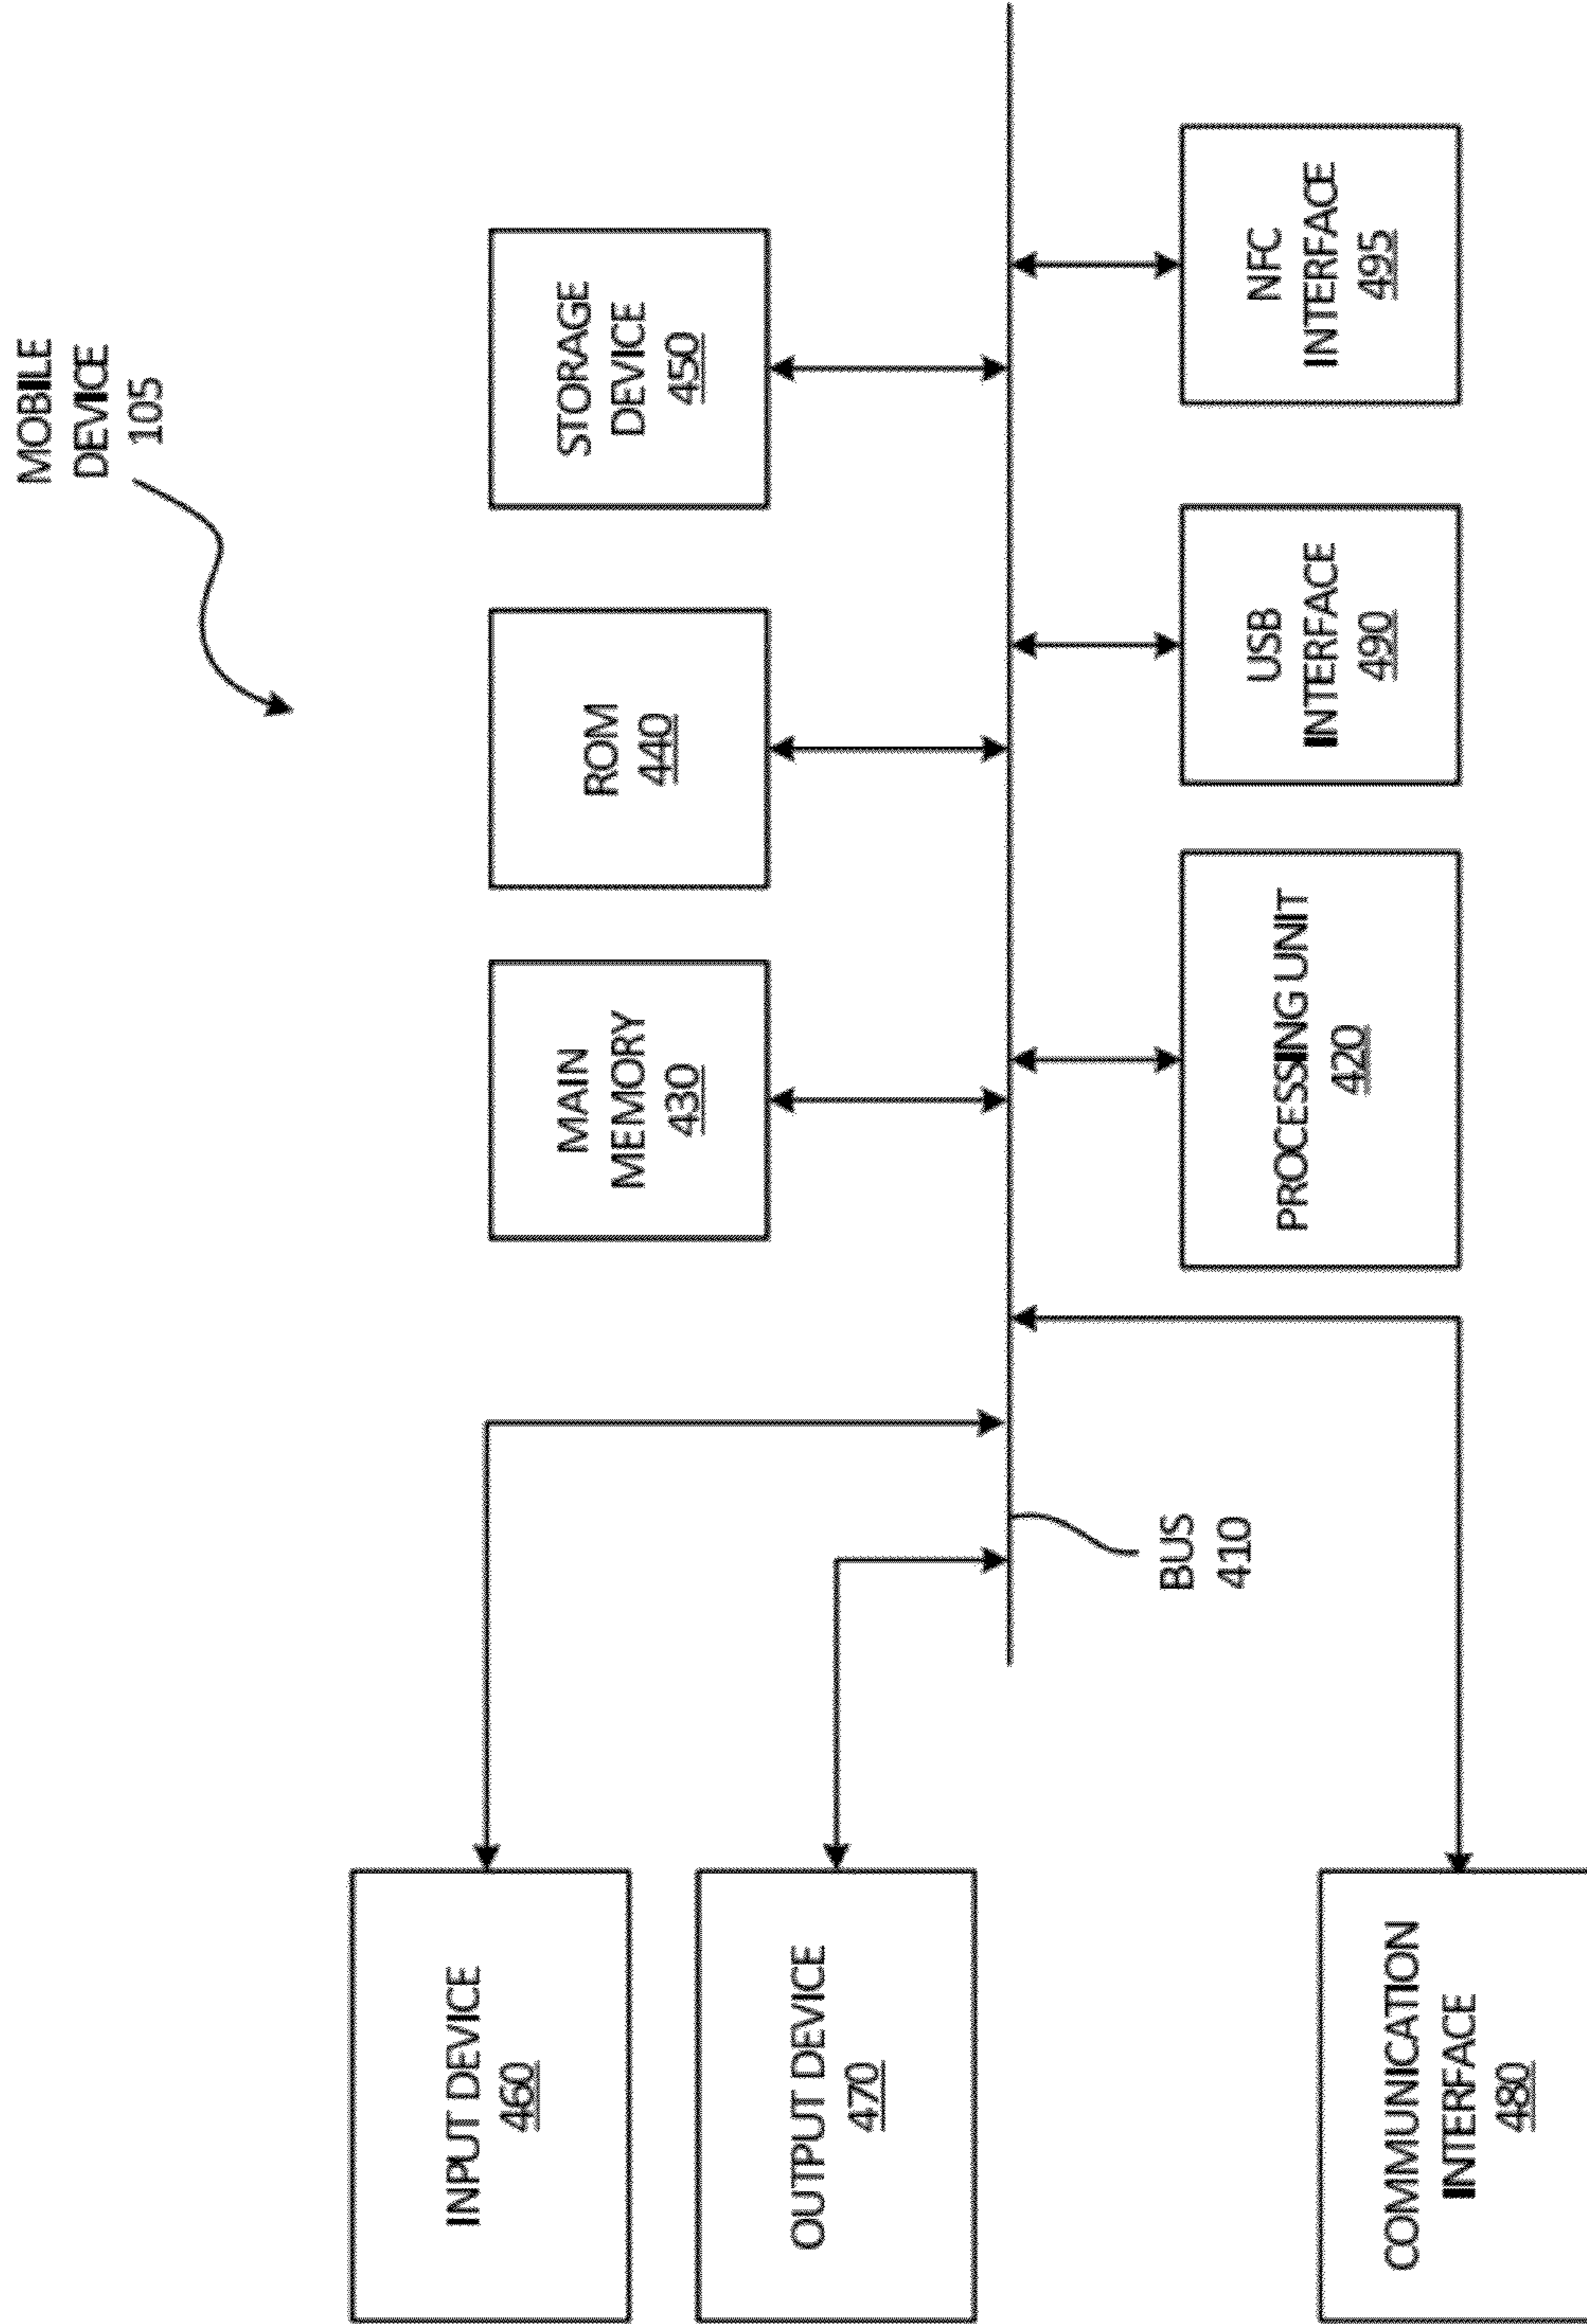 MOBILE
DEVICE
105
STORAGE
DEVICE
450
ROM
440
MAIN
MEMORY
430
NFC
INTERFACE
495
USB
INTERFACE
490
PROCESSING UNIT
420
BUS
410
INPUT DEVICE
460
OUTPUT DEVICE
470
COMMUNICATION
INTERFACE
480